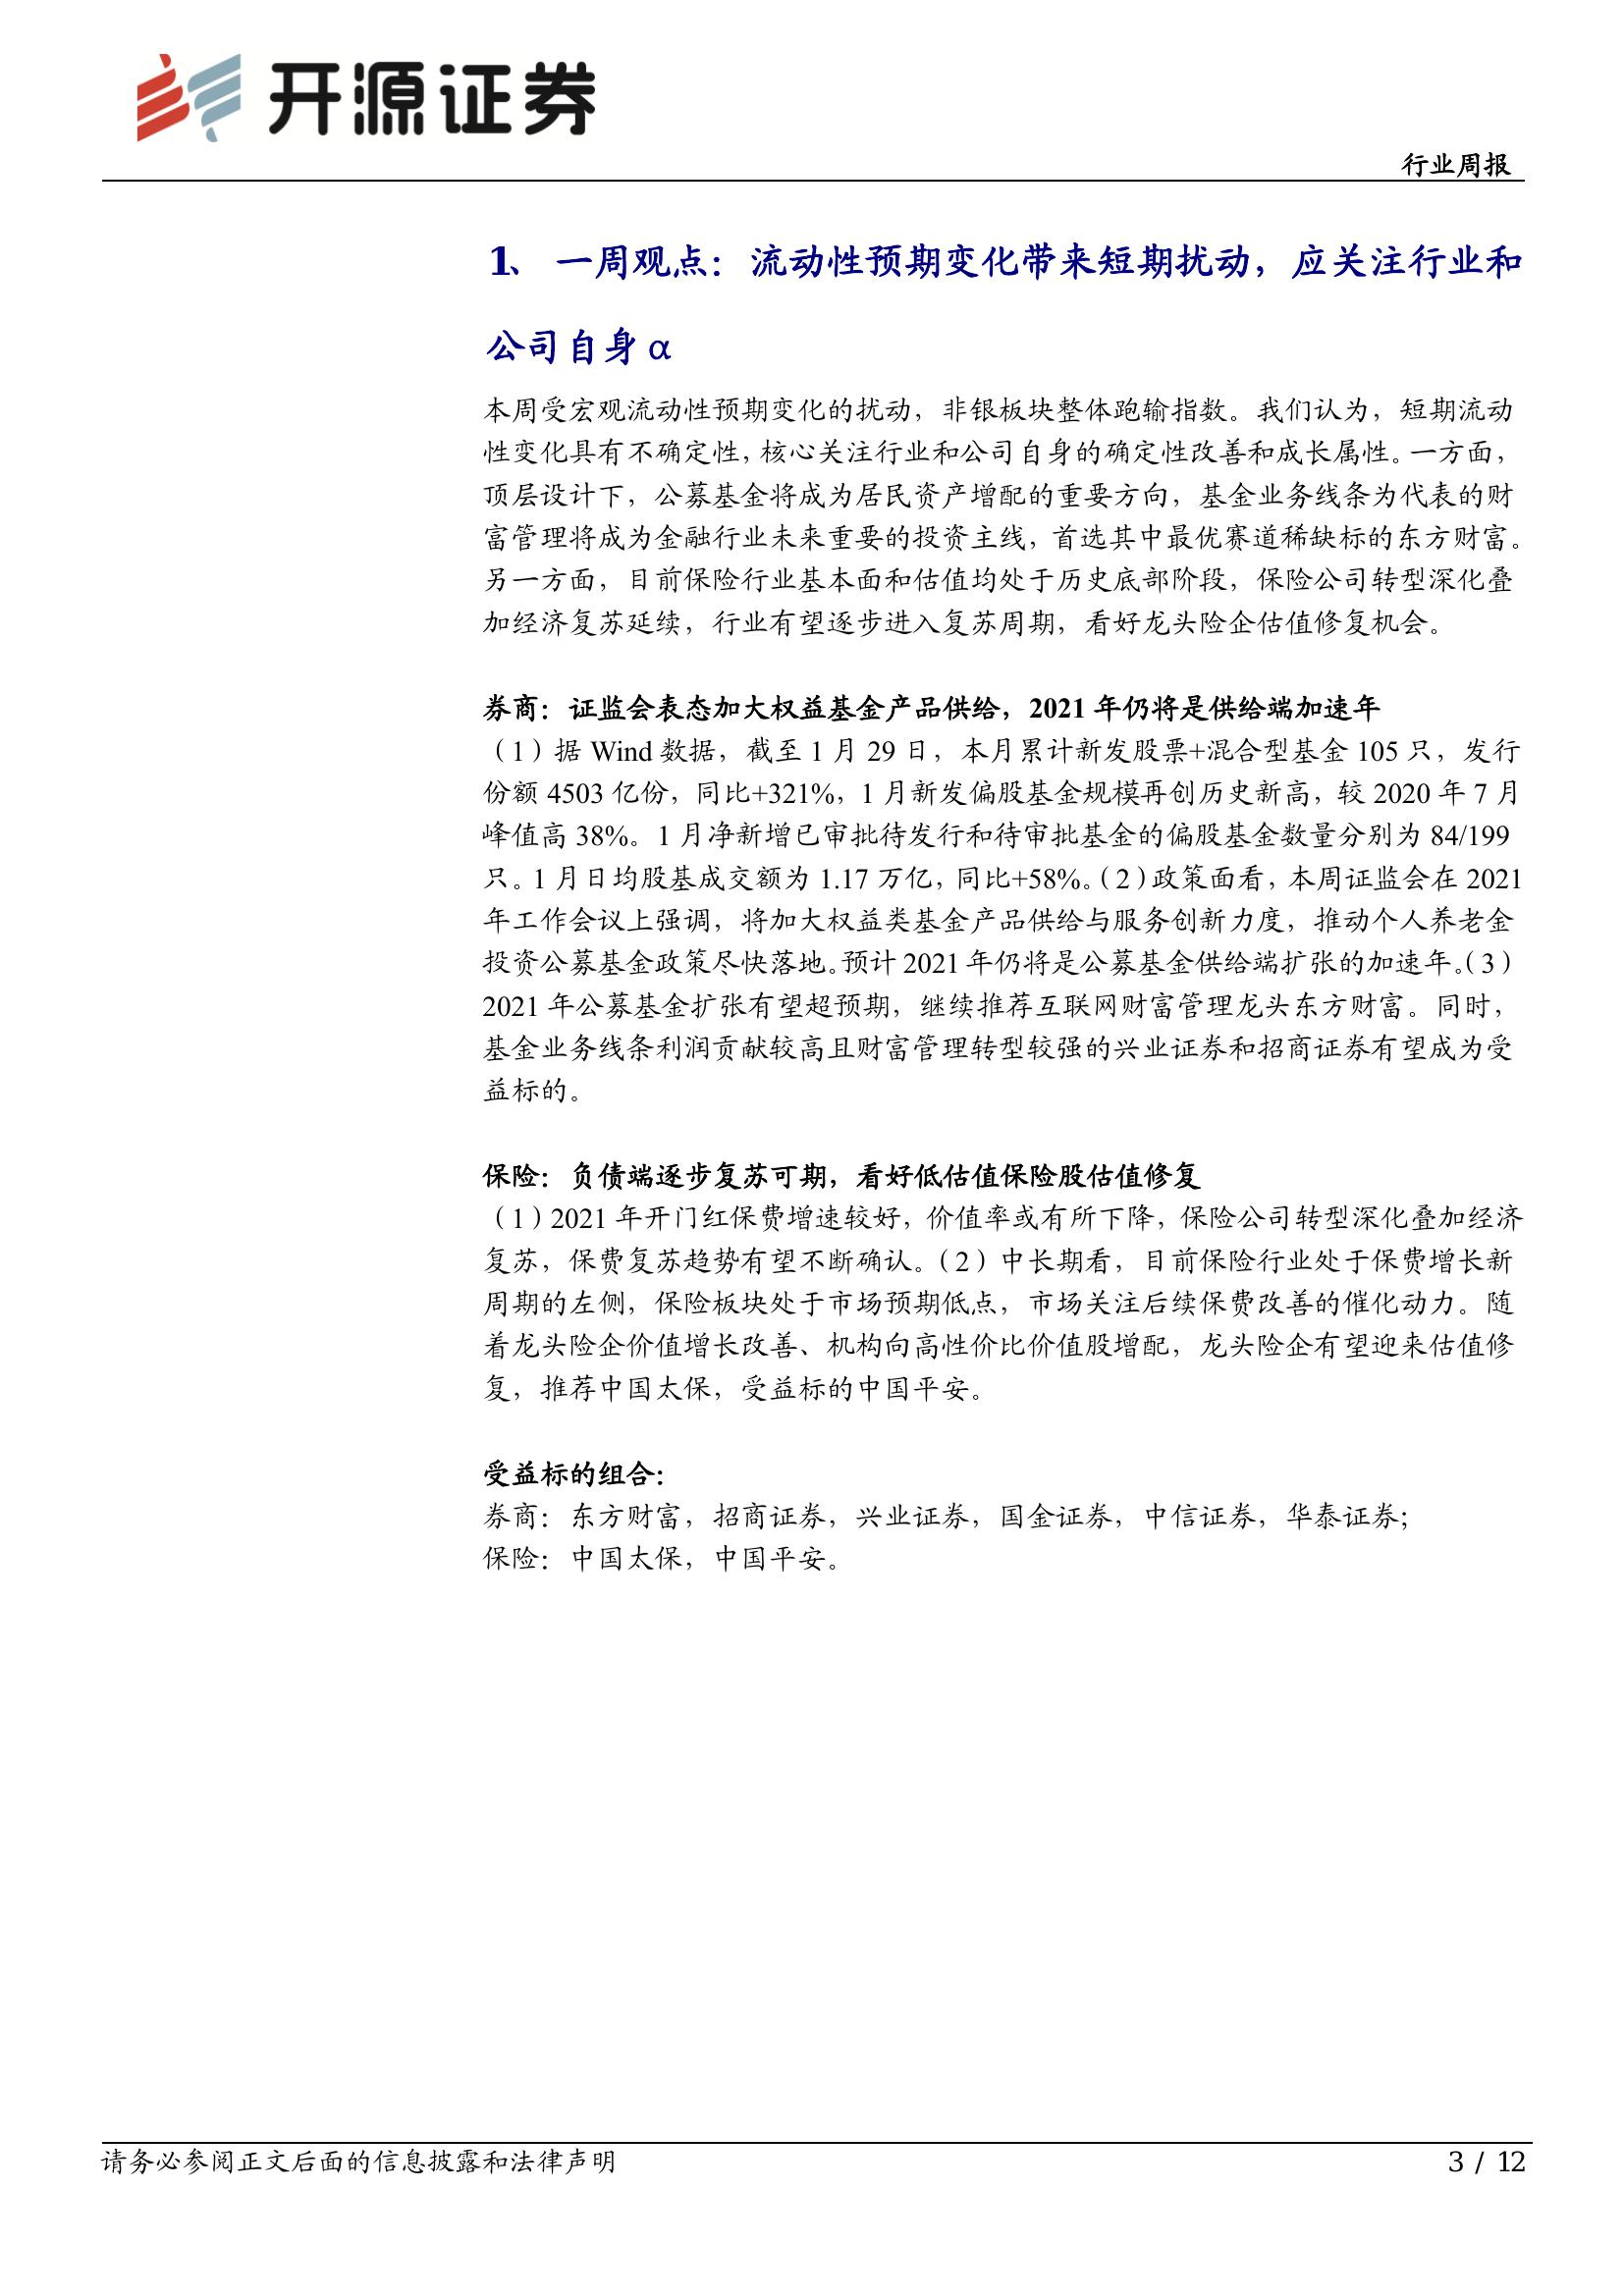 开源证券
行业周报
1、 一周观点：流动性预期变化带来短期扰动，应关注行业和
公司自身 α
本周受宏观流动性预期变化的扰动，非银板块整体跑输指数。我们认为，短期流动
性变化具有不确定性，核心关注行业和公司自身的确定性改善和成长属性。一方面，
顶层设计下，公募基金将成为居民资产增配的重要方向，基金业务线条为代表的财
富管理将成为金融行业未来重要的投资主线，首选其中最优赛道稀缺标的东方财富。
另一方面，目前保险行业基本面和估值均处于历史底部阶段，保险公司转型深化叠
加经济复苏延续，行业有望逐步进入复苏周期，看好龙头险企估值修复机会。
券商：证监会表态加大权益基金产品供给，2021 年仍将是供给端加速年
（1）据 Wind 数据，截至 1 月 29 日，本月累计新发股票+混合型基金 105 只，发行
份额 4503 亿份，同比+321%，1 月新发偏股基金规模再创历史新高，较 2020 年 7 月
峰值高 38%。1 月净新增已审批待发行和待审批基金的偏股基金数量分别为 84/199
只。1 月日均股基成交额为 1.17 万亿，同比+58%。（2）政策面看，本周证监会在 2021
年工作会议上强调，将加大权益类基金产品供给与服务创新力度，推动个人养老金
投资公募基金政策尽快落地。预计 2021 年仍将是公募基金供给端扩张的加速年。（3）
2021 年公募基金扩张有望超预期，继续推荐互联网财富管理龙头东方财富。同时，
基金业务线条利润贡献较高且财富管理转型较强的兴业证券和招商证券有望成为受
益标的。
保险：负债端逐步复苏可期，看好低估值保险股估值修复
（1）2021 年开门红保费增速较好，价值率或有所下降，保险公司转型深化叠加经济
复苏，保费复苏趋势有望不断确认。（2）中长期看，目前保险行业处于保费增长新
周期的左侧，保险板块处于市场预期低点，市场关注后续保费改善的催化动力。随
着龙头险企价值增长改善、机构向高性价比价值股增配，龙头险企有望迎来估值修
复，推荐中国太保，受益标的中国平安。
受益标的组合：
券商：东方财富，招商证券，兴业证券，国金证券，中信证券，华泰证券；
保险：中国太保，中国平安。
请务必参阅正文后面的信息披露和法律声明
3 / 12